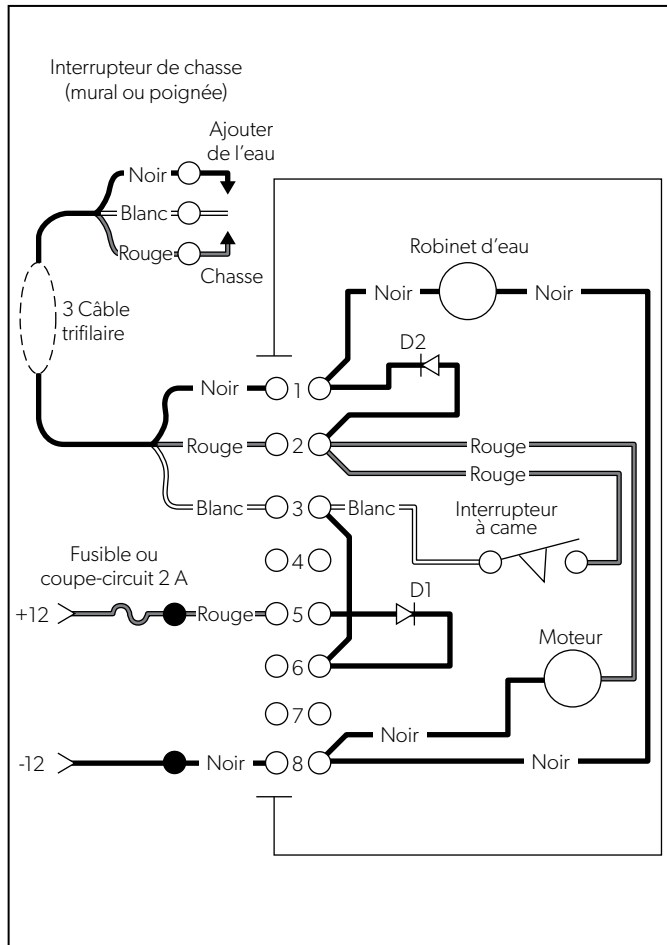 Interrupteur de chasse
(mural ou poignée)
Ajouter
de l'eau
Noir
Blanc
Rouge
Chasse
3 Câble
trifilaire
Robinet d'eau
Noir
Noir
D2
Noir
1
Rouge
2
Rouge
Rouge
Blanc
3
Blanc
Interrupteur
à came
4
Fusible ou
coupe-circuit 2 A
+12
Rouge
5
D1
6
Moteur
7
Noir
-12
Noir
8
Noir